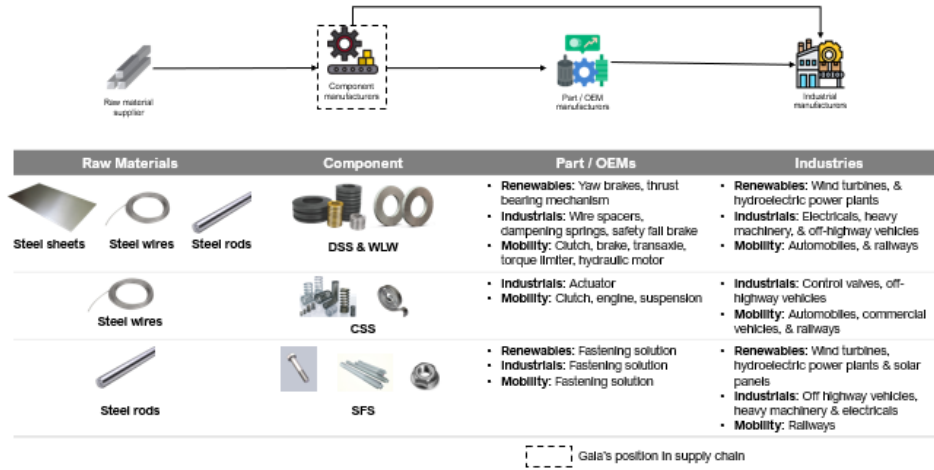 Raw material
supplier
Component
manufacturers
Part / OEM
manufacturers
Industrial
manufacturers
Raw Materials
Component
Part / OEMs
Industries
Steel sheets
Steel wires
Steel rods
DSS & WLW
▪ Renewables: Yaw brakes, thrust
bearing mechanism
▪ Industrials: Wire spacers,
dampening springs, safety fall brake
▪ Mobility: Clutch, brake, transaxle,
torque limiter, hydraulic motor
▪ Renewables: Wind turbines, &
hydroelectric power plants
▪ Industrials: Electricals, heavy
machinery, & off-highway vehicles
▪ Mobility: Automobiles, & railways
Steel wires
CSS
▪ Industrials: Actuator
▪ Mobility: Clutch, engine, suspension
▪ Industrials: Control valves, off-
highway vehicles
▪ Mobility: Automobiles, commercial
vehicles, & railways
Steel rods
SFS
▪ Renewables: Fastening solution
▪ Industrials: Fastening solution
▪ Mobility: Fastening solution
▪ Renewables: Wind turbines,
hydroelectric power plants & solar
panels
▪ Industrials: Off highway vehicles,
heavy machinery & electricals
▪ Mobility: Railways
Gala's position in supply chain